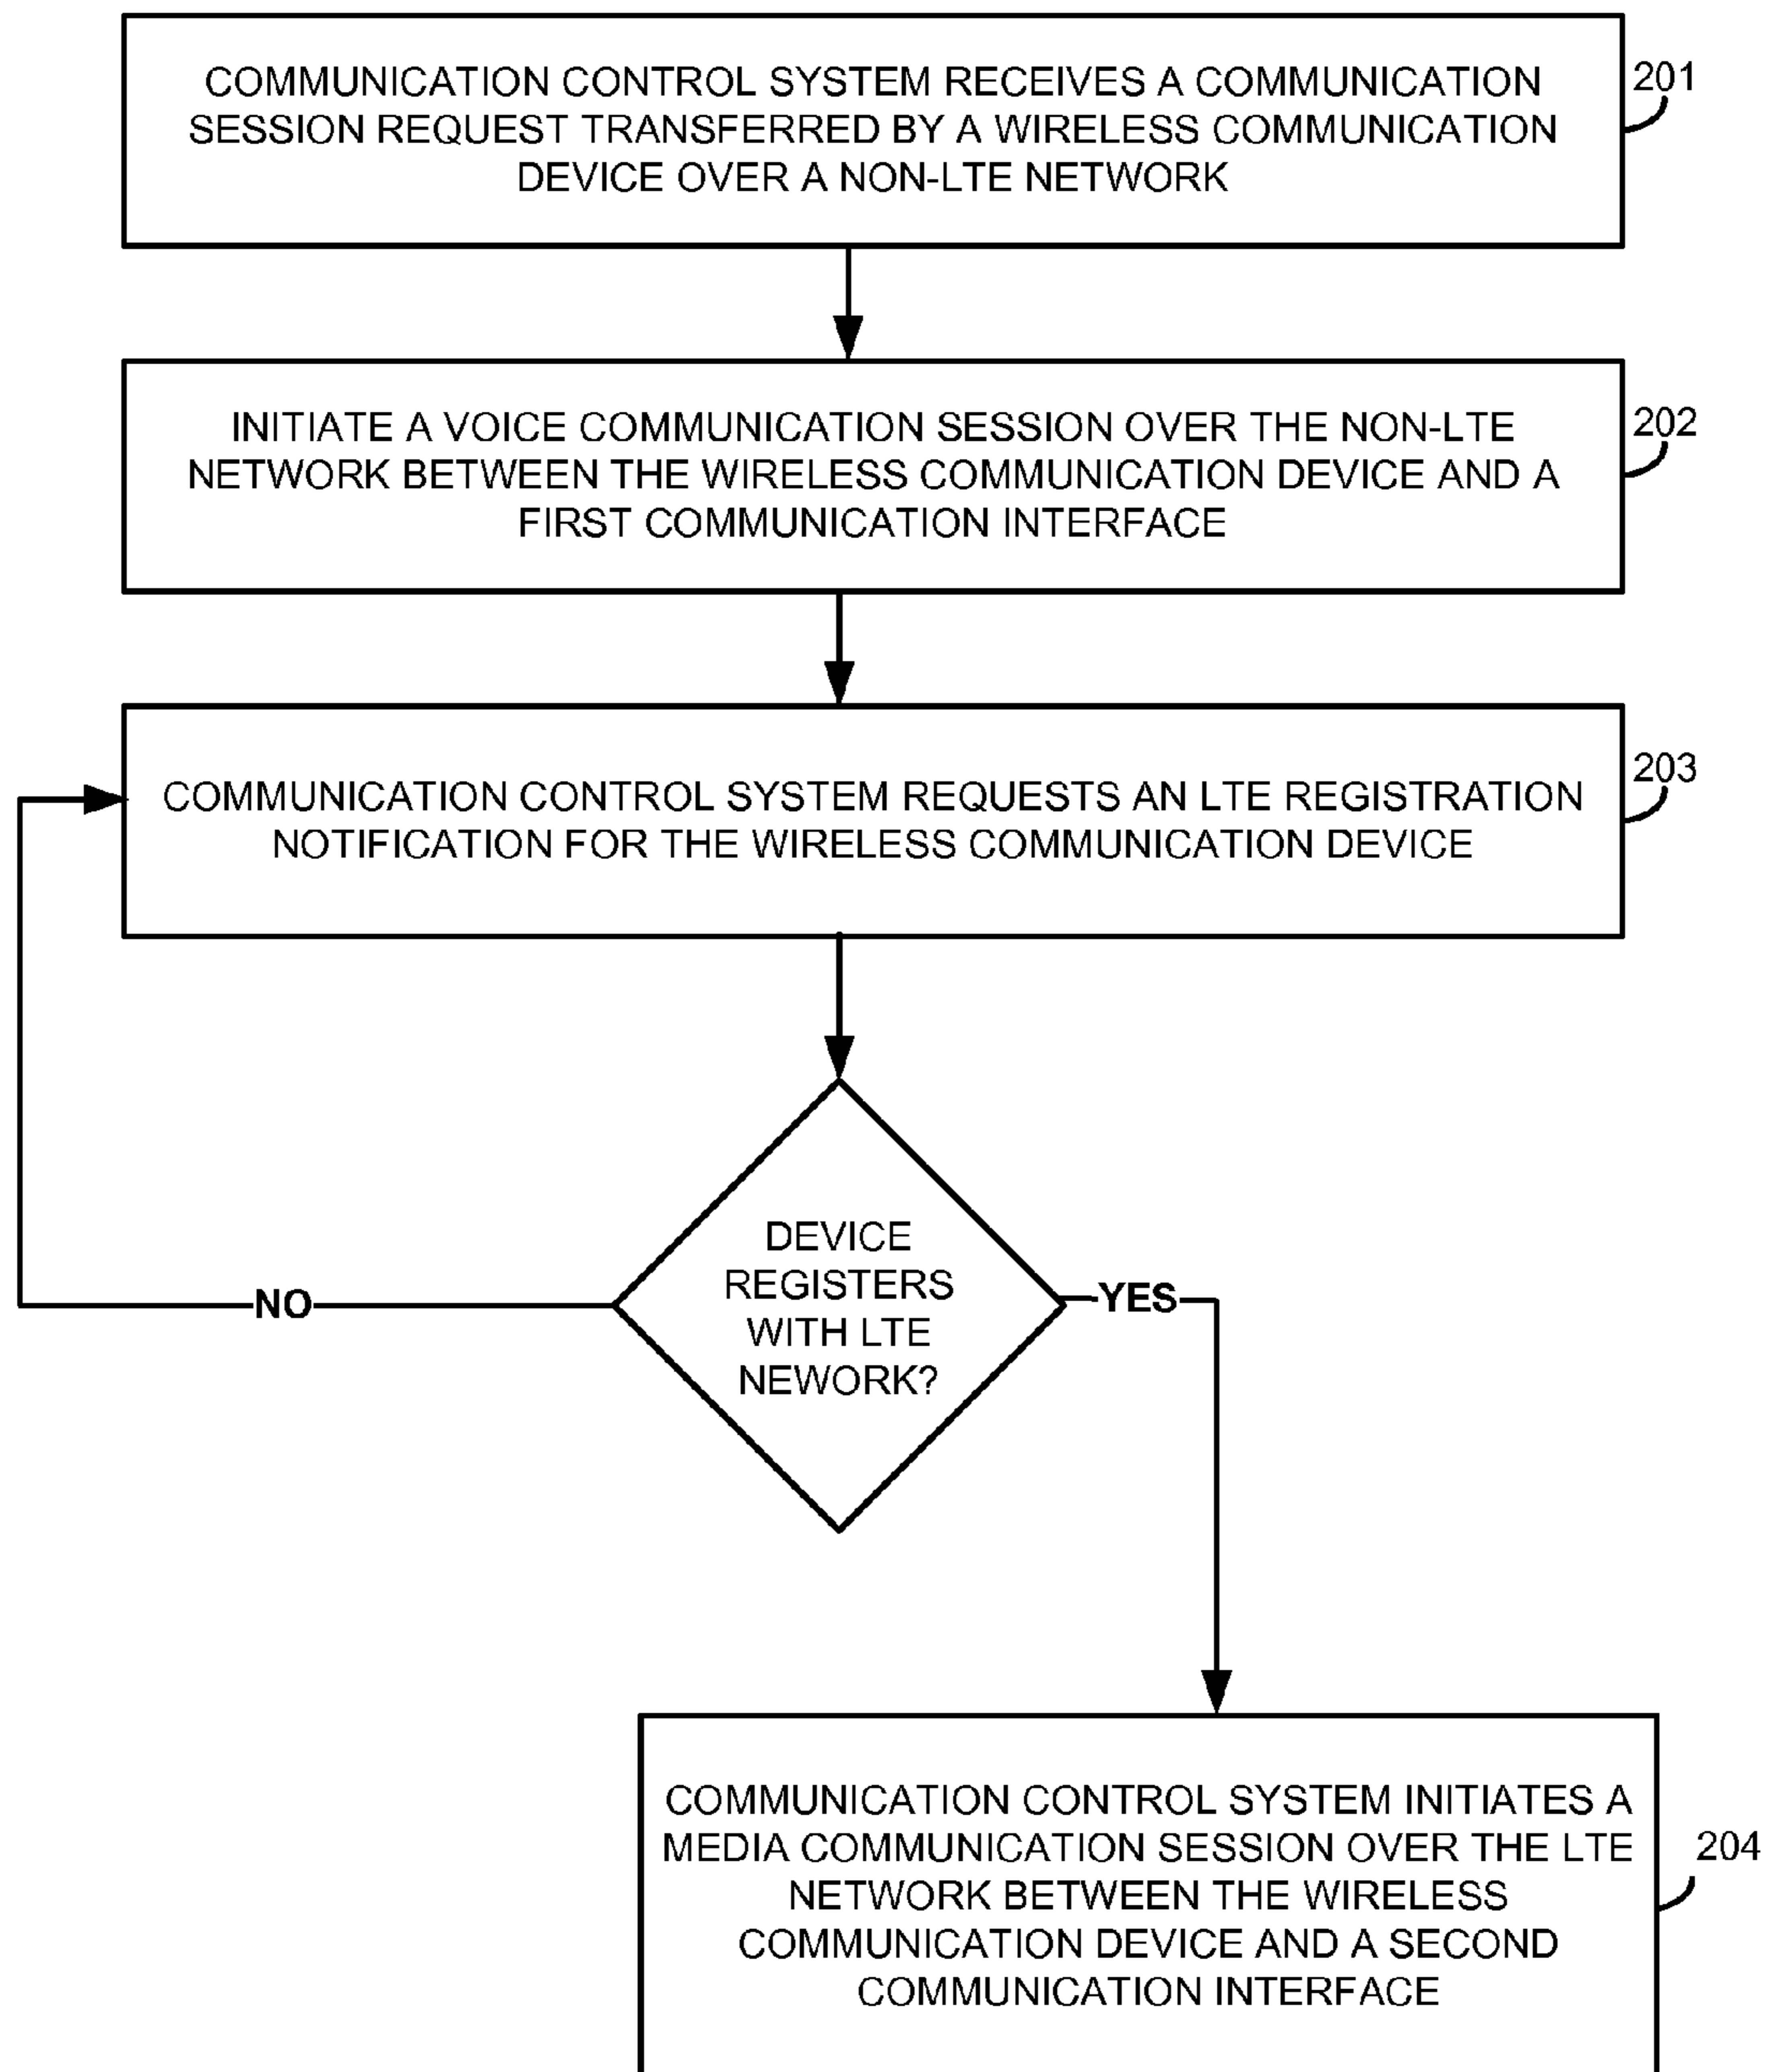 COMMUNICATION CONTROL SYSTEM RECEIVES A COMMUNICATION
SESSION REQUEST TRANSFERRED BY A WIRELESS COMMUNICATION
DEVICE OVER A NON-LTE NETWORK
201
INITIATE A VOICE COMMUNICATION SESSION OVER THE NON-LTE
NETWORK BETWEEN THE WIRELESS COMMUNICATION DEVICE AND A
FIRST COMMUNICATION INTERFACE
202
COMMUNICATION CONTROL SYSTEM REQUESTS AN LTE REGISTRATION
NOTIFICATION FOR THE WIRELESS COMMUNICATION DEVICE
203
DEVICE
REGISTERS
WITH LTE
NEWORK?
NO
YES
COMMUNICATION CONTROL SYSTEM INITIATES A
MEDIA COMMUNICATION SESSION OVER THE LTE
NETWORK BETWEEN THE WIRELESS
COMMUNICATION DEVICE AND A SECOND
COMMUNICATION INTERFACE
204